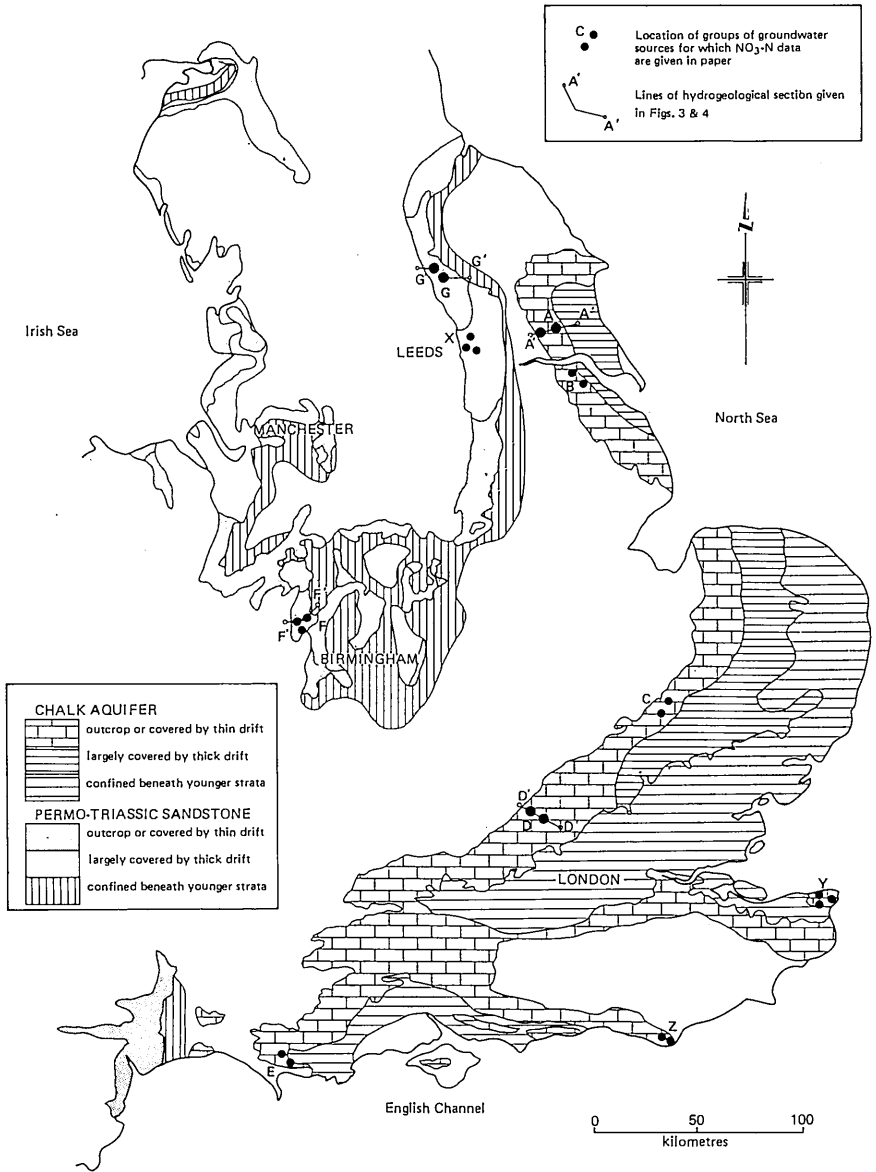 C
Location of groups of groundwater
sources for which NO3-N data
are given in paper
A'
Lines of hydrogeological section given
in Figs. 3 & 4
A'
N
G'
G
G
A
A'
A'
X
LEEDS
B
Irish Sea
North Sea
MANCHESTER
F'
F
F'
BIRMINGHAM
CHALK AQUIFER
outcrop or covered by thin drift
largely covered by thick drift
confined beneath younger strata
PERMO-TRIASSIC SANDSTONE
outcrop or covered by thin drift
largely covered by thick drift
confined beneath younger strata
C
D'
D
D'
LONDON
Y
Z
E
English Channel
0 50 100
kilometres